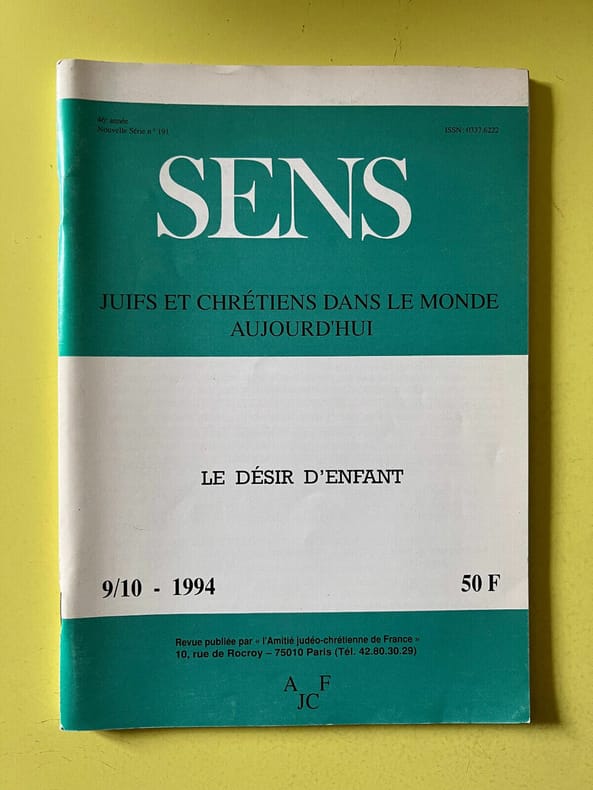 46e année
Nouvelle Série n° 191
ISSN: 0337.6222
SENS
JUIFS ET CHRÉTIENS DANS LE MONDE
AUJOURD'HUI
LE DÉSIR D'ENFANT
9/10 - 1994
50 F
Revue publiée par « l'Amitié judéo-chrétienne de France »
10, rue de Rocroy – 75010 Paris (Tél. 42.80.30.29)
A F
JC